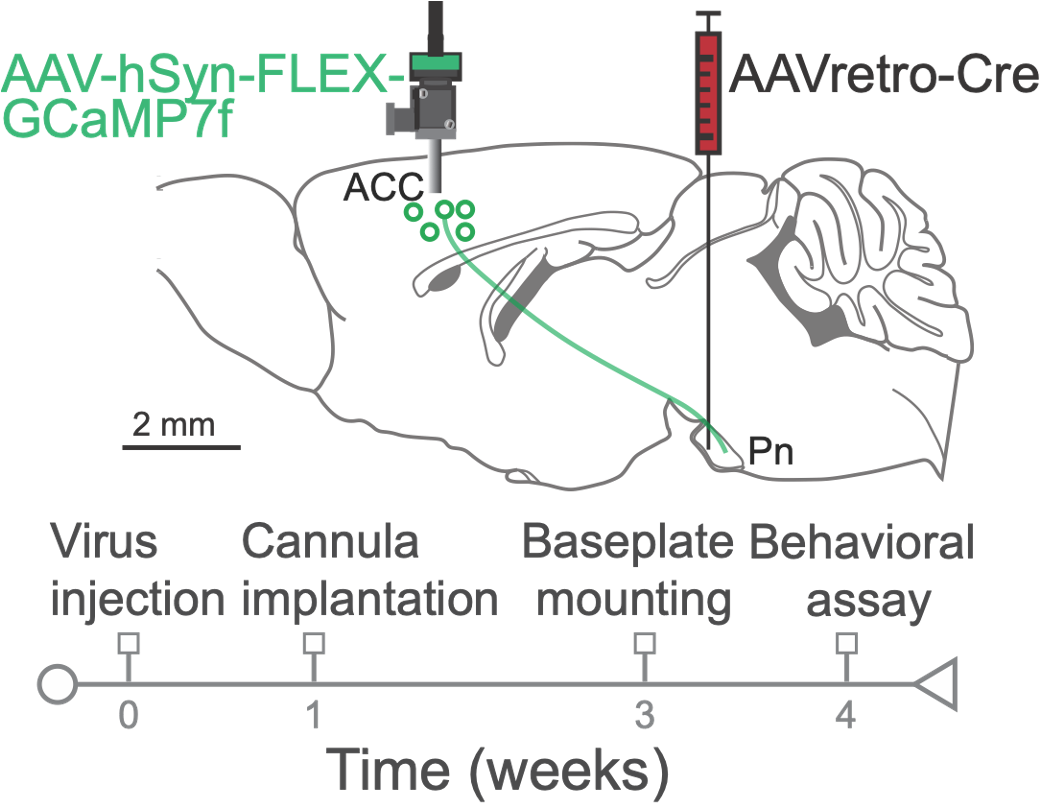 AAV-hSyn-FLEX-
GCaMP7f
AAVretro-Cre
ACC
2 mm
Pn
Virus
injection
Cannula
implantation
Baseplate
mounting
Behavioral
assay
0
1
3
4
Time (weeks)